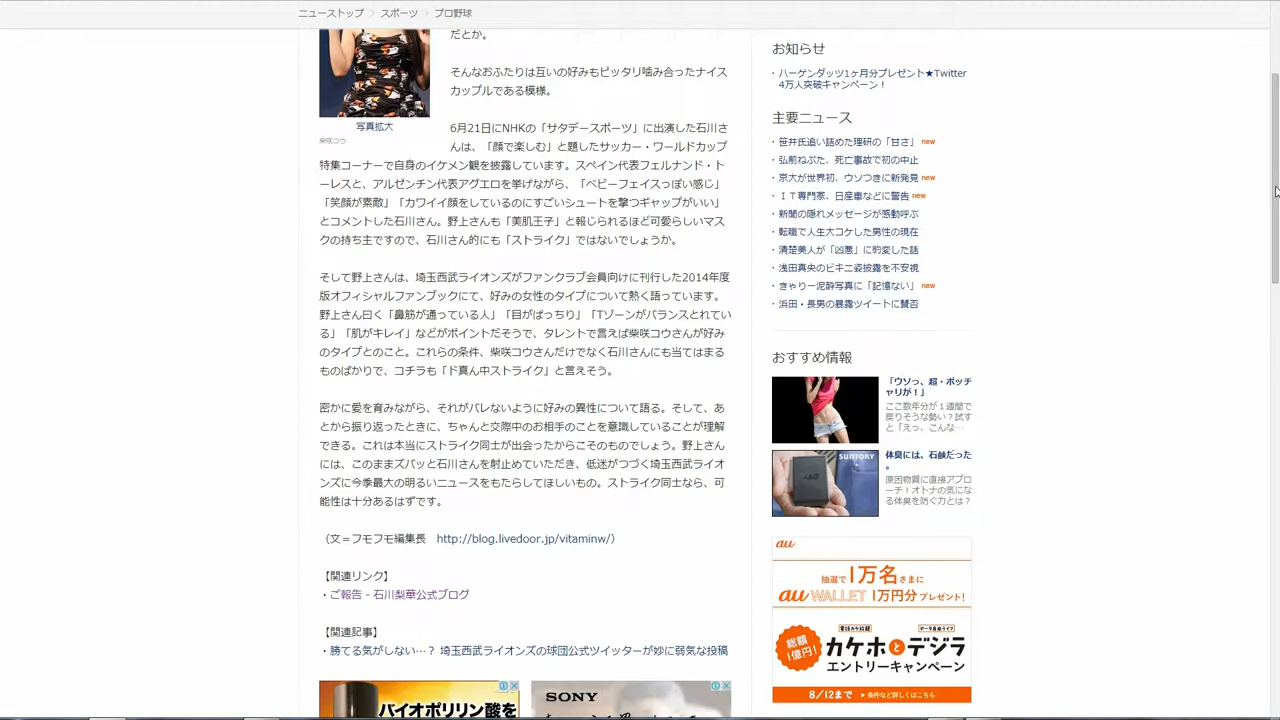 ニューストップ > スポーツ > プロ野球
だとか。
そんなおふたりは互いの好みもピッタリ噛み合ったナイス
カップルである模様。
写真拡大
柴咲コウ
6月21日にNHKの「サタデースポーツ」に出演した石川さ
んは、「顔で楽しむ」と題したサッカー・ワールドカップ
特集コーナーで自身のイケメン観を披露しています。スペイン代表フェルナンド・ト
ーレスと、アルゼンチン代表アグエロを挙げながら、「ベビーフェイスっぽい感じ」
「笑顔が素敵」「カワイイ顔をしているのにすごいシュートを撃つギャップがいい」
とコメントした石川さん。野上さんも「美肌王子」と報じられるほど可愛らしいマス
クの持ち主ですので、石川さん的にも「ストライク」ではないでしょうか。
そして野上さんは、埼玉西武ライオンズがファンクラブ会員向けに刊行した2014年度
版オフィシャルファンブックにて、好みの女性のタイプについて熱く語っています。
野上さん曰く「鼻筋が通っている人」「目がぱっちり」「Tゾーンがバランスとれてい
る」「肌がキレイ」などがポイントだそうで、タレントで言えば柴咲コウさんが好み
のタイプとのこと。これらの条件、柴咲コウさんだけでなく石川さんにも当てはまる
ものばかりで、コチラも「ド真ん中ストライク」と言えそう。
密かに愛を育みながら、それがバレないように好みの異性について語る。そして、あ
とから振り返ったときに、ちゃんと交際中のお相手のことを意識していることが理解
できる。これは本当にストライク同士が出会ったからこそのものでしょう。野上さん
には、このままズバッと石川さんを射止めていただき、低迷がつづく埼玉西武ライオ
ンズに今季最大の明るいニュースをもたらしてほしいもの。ストライク同士なら、可
能性は十分あるはずです。
（文＝フモフモ編集長　http://blog.livedoor.jp/vitaminw/）
【関連リンク】
・ご報告 - 石川梨華公式ブログ
【関連記事】
・勝てる気がしない…？ 埼玉西武ライオンズの球団公式ツイッターが妙に弱気な投稿
バイオポリリン酸を
SONY
お知らせ
・ハーゲンダッツ1ヶ月分プレゼント★Twitter
4万人突破キャンペーン！
主要ニュース
・笹井氏追い詰めた理研の「甘さ」 new
・弘前ねぷた、死亡事故で初の中止
・京大が世界初、ウソつきに新発見 new
・ＩＴ専門家、日産車などに警告 new
・新聞の隠れメッセージが感動呼ぶ
・転職で人生大コケした男性の現在
・清楚美人が「凶悪」に豹変した話
・浅田真央のビキニ姿披露を不安視
・きゃりー泥酔写真に「記憶ない」 new
・浜田・長男の暴露ツイートに賛否
おすすめ情報
「ウソっ、超・ポッチ
ャリが！」
ここ数年分が１週間で
戻りそうな勢い？試す
と「えっ、こんな…
SUNTORY
体臭には、石鹸だった
。
原因物質に直接アプロ
ーチ！オトナの気にな
る体臭を防ぐ力とは？
au
抽選で1万名さまに
au WALLET 1万円分プレゼント!
総額
1億円!
電話カケ放題
データ自由ライフ
カケホとデジラ
エントリーキャンペーン
8/12まで ▶条件など詳しくはこちら